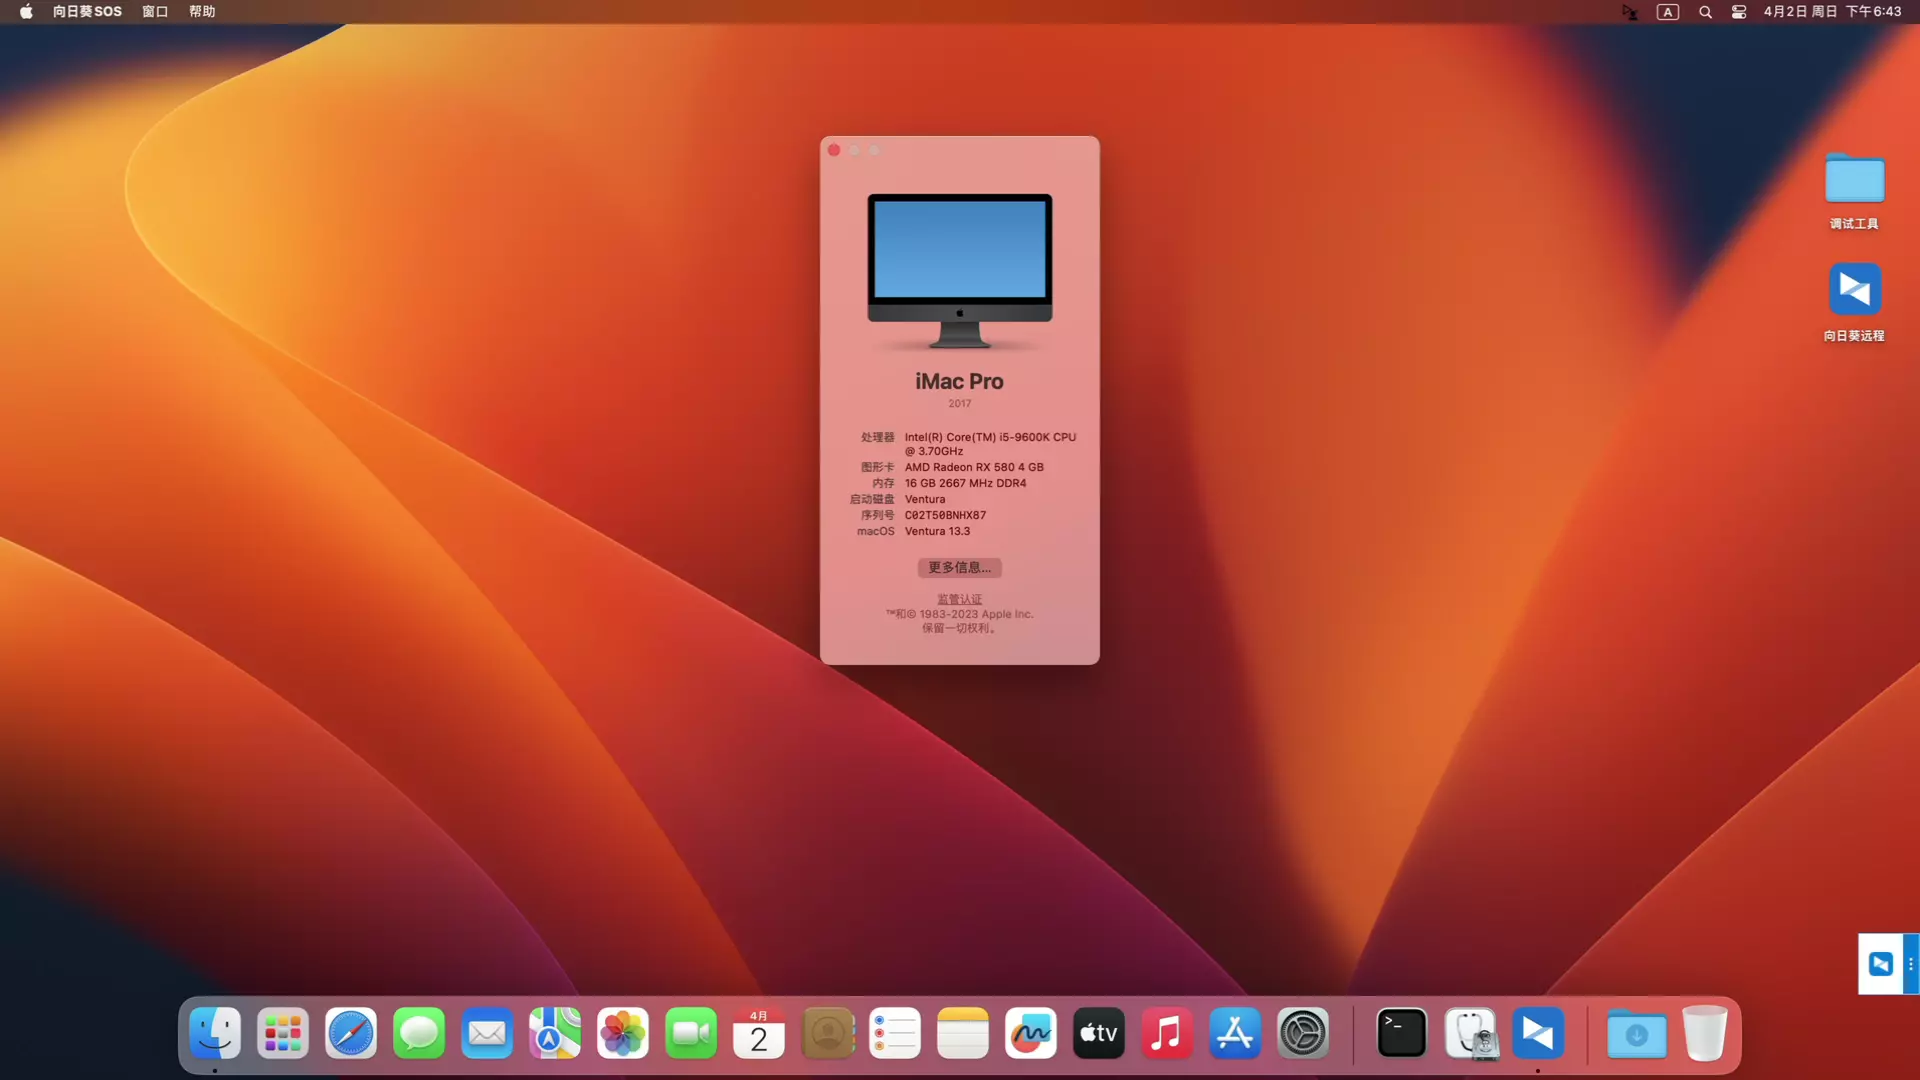 向日葵SOS 窗口 帮助
A 4月2日 周日 下午6:43
调试工具
向日葵远程
iMac Pro
2017
处理器 Intel(R) Core(TM) i5-9600K CPU
@ 3.70GHz
图形卡 AMD Radeon RX 580 4 GB
内存 16 GB 2667 MHz DDR4
启动磁盘 Ventura
序列号 C02T50BNHX87
macOS Ventura 13.3
更多信息...
监管认证
™和© 1983-2023 Apple Inc.
保留一切权利。
4月
2
tv
>_